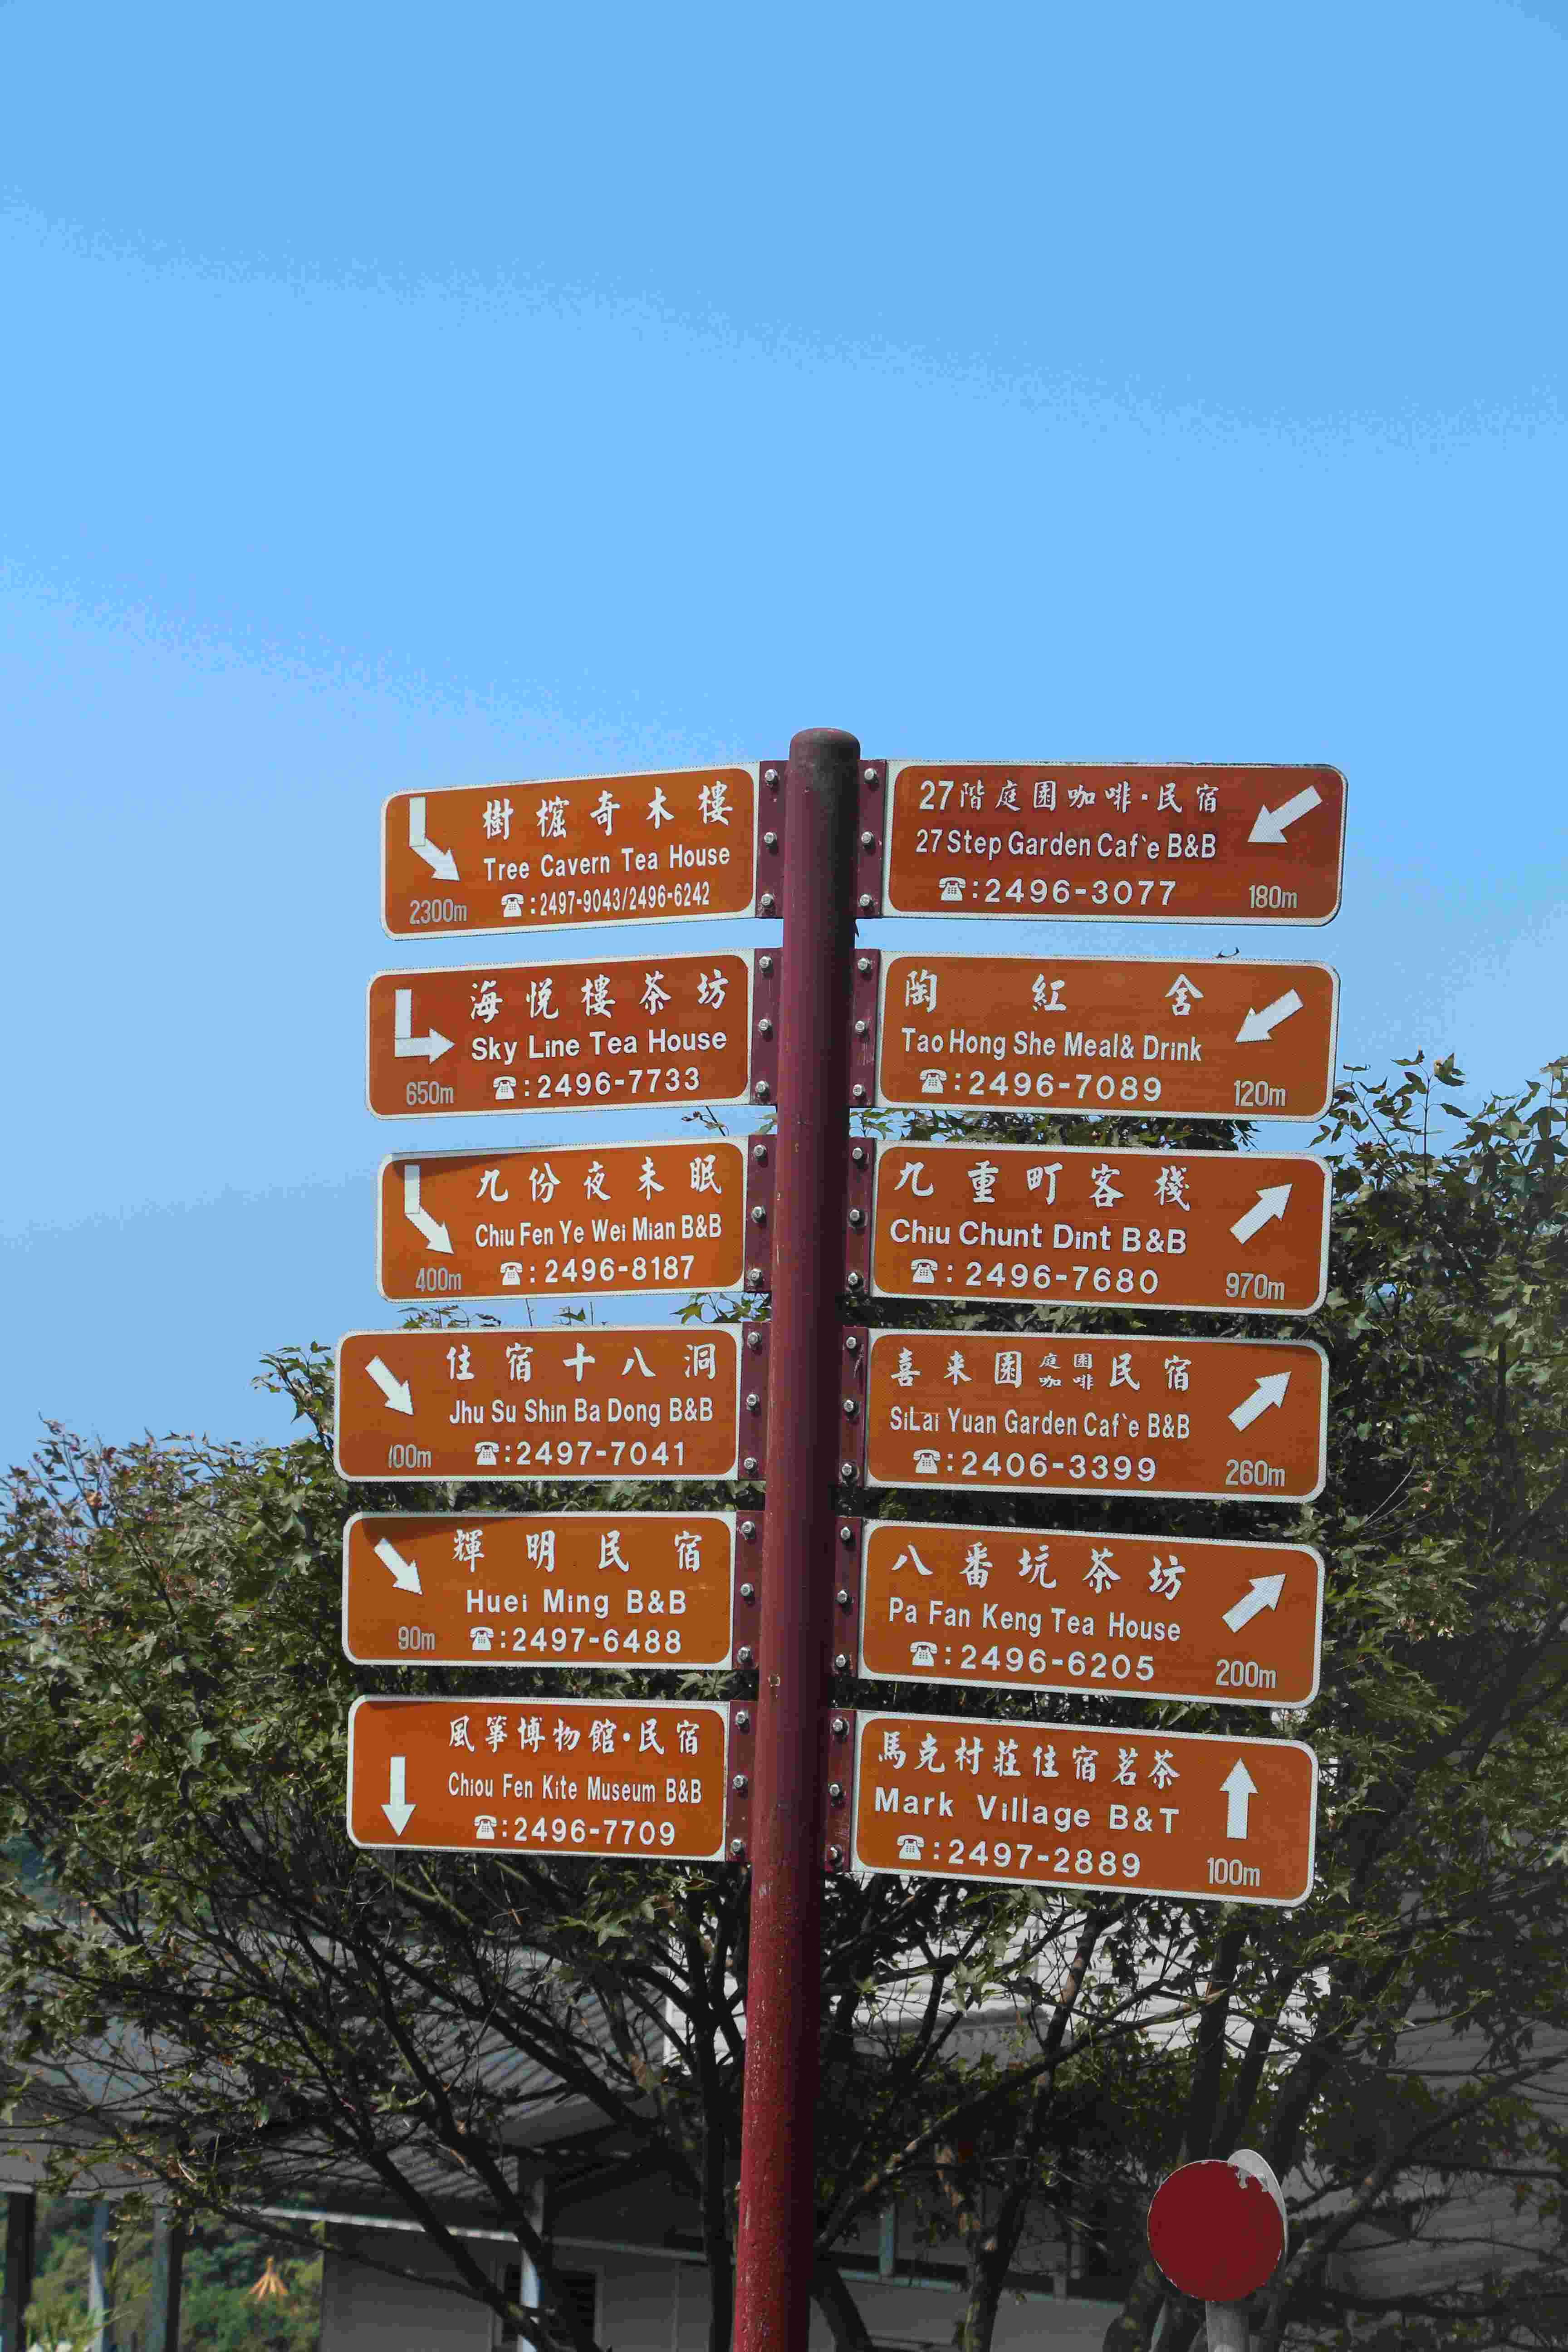 樹窟奇木樓
Tree Cavern Tea House
☎:2497-9043/2496-6242
2300m
海悅樓茶坊
Sky Line Tea House
☎:2496-7733
650m
九份夜未眠
Chiu Fen Ye Wei Mian B&B
☎:2496-8187
400m
住宿十八洞
Jhu Su Shin Ba Dong B&B
☎:2497-7041
100m
輝明民宿
Huei Ming B&B
☎:2497-6488
90m
風箏博物館·民宿
Chiou Fen Kite Museum B&B
☎:2496-7709
27階庭園咖啡·民宿
27 Step Garden Caf`e B&B
☎:2496-3077
180m
陶紅舍
Tao Hong She Meal& Drink
☎:2496-7089
120m
九重町客棧
Chiu Chunt Dint B&B
☎:2496-7680
970m
喜來園庭園咖啡民宿
SiLai Yuan Garden Caf`e B&B
☎:2406-3399
260m
八番坑茶坊
Pa Fan Keng Tea House
☎:2496-6205
200m
馬克村莊住宿茗茶
Mark Village B&T
☎:2497-2889
100m